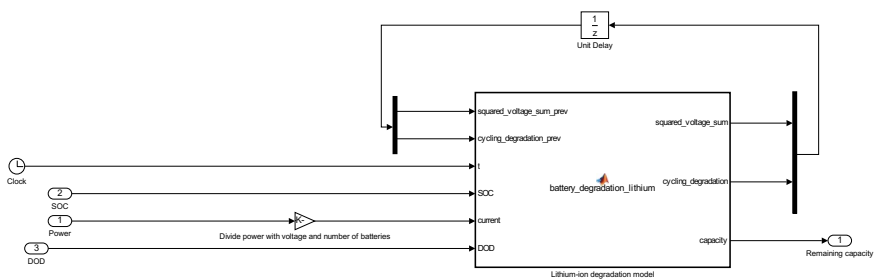 1
z
Unit Delay
squared_voltage_sum_prev
squared_voltage_sum
cycling_degradation_prev
Clock
t
battery_degradation_lithium
cycling_degradation
2
SOC
SOC
1
Power
-K-
Divide power with voltage and number of batteries
current
3
DOD
DOD
capacity
1
Remaining capacity
Lithium-ion degradation model